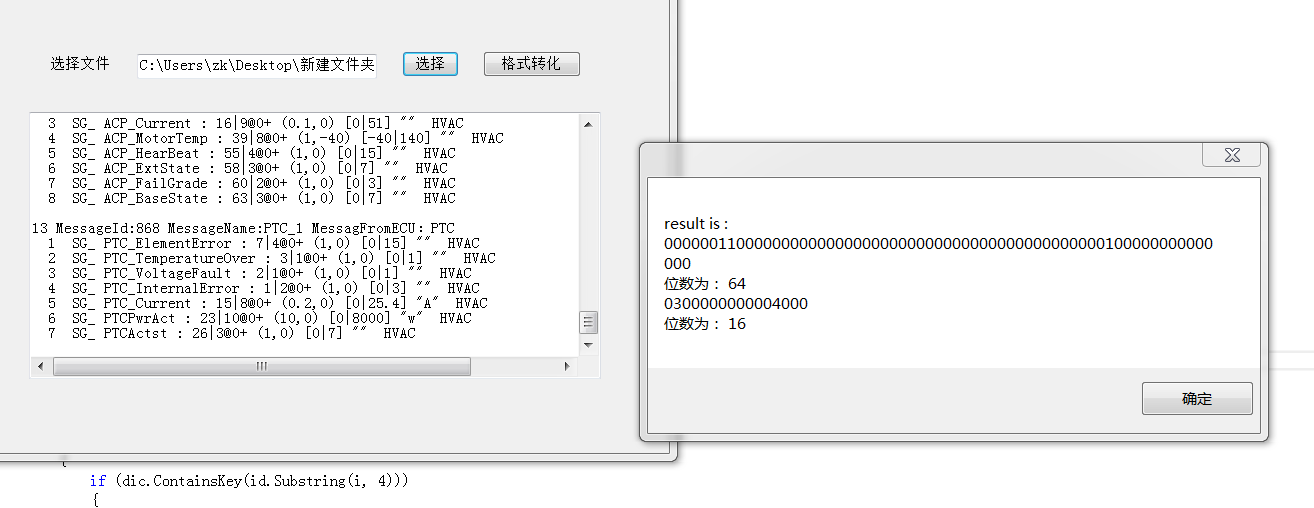 选择文件 C:\Users\zk\Desktop\新建文件夹 选择 格式转化
3 SG_ ACP_Current : 16|9@0+ (0.1,0) [0|51] "" HVAC
4 SG_ ACP_MotorTemp : 39|8@0+ (1,-40) [-40|140] "" HVAC
5 SG_ ACP_HearBeat : 55|4@0+ (1,0) [0|15] "" HVAC
6 SG_ ACP_ExtState : 58|3@0+ (1,0) [0|7] "" HVAC
7 SG_ ACP_FailGrade : 60|2@0+ (1,0) [0|3] "" HVAC
8 SG_ ACP_BaseState : 63|3@0+ (1,0) [0|7] "" HVAC
13 MessageId:868 MessageName:PTC_1 MessagFromECU：PTC
1 SG_ PTC_ElementError : 7|4@0+ (1,0) [0|15] "" HVAC
2 SG_ PTC_TemperatureOver : 3|1@0+ (1,0) [0|1] "" HVAC
3 SG_ PTC_VoltageFault : 2|1@0+ (1,0) [0|1] "" HVAC
4 SG_ PTC_InternalError : 1|2@0+ (1,0) [0|3] "" HVAC
5 SG_ PTC_Current : 15|8@0+ (0.2,0) [0|25.4] "A" HVAC
6 SG_ PTCPwrAct : 23|10@0+ (10,0) [0|8000] "w" HVAC
7 SG_ PTCActst : 26|3@0+ (1,0) [0|7] "" HVAC
result is :
0000001100000000000000000000000000000000000000000100000000000
000
位数为： 64
0300000000004000
位数为： 16
确定
{
if (dic.ContainsKey(id.Substring(i, 4)))
{